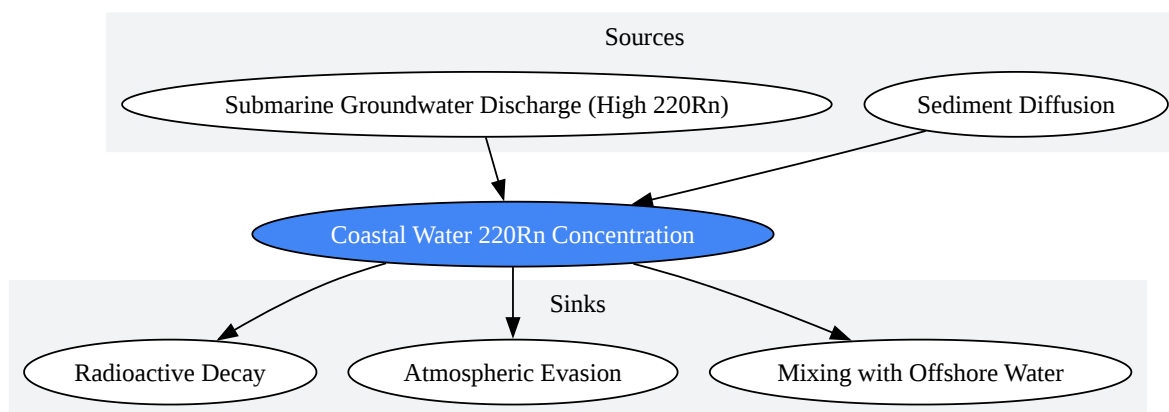 Sources
Submarine Groundwater Discharge (High 220Rn)
Sediment Diffusion
Coastal Water 220Rn Concentration
Sinks
Radioactive Decay
Atmospheric Evasion
Mixing with Offshore Water